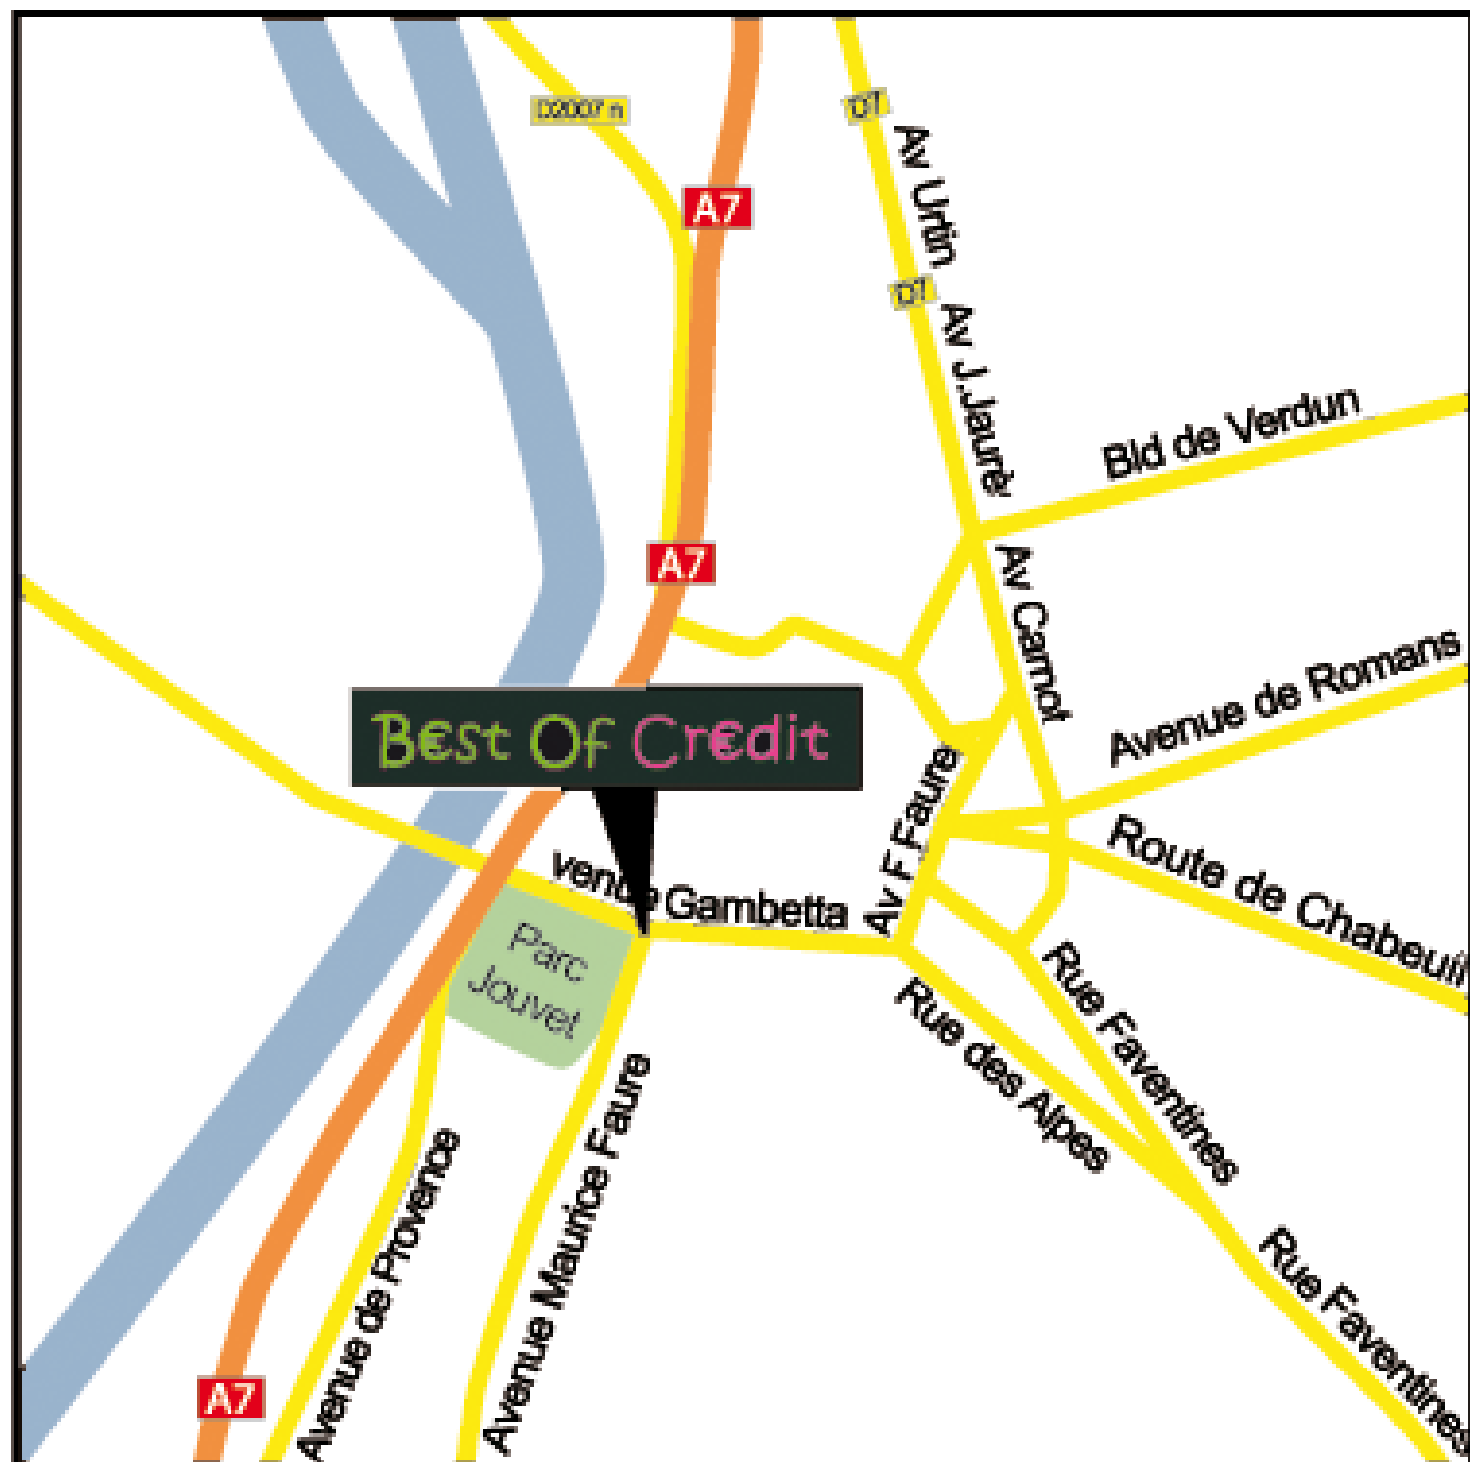 D2007 n
D7
Av Urtin
A7
D7
Av J.Jaurè
Bld de Verdun
A7
Av Carnot
Avenue de Romans
Best Of Credit
Av F.Faure
Route de Chabeuil
venue Gambetta
Parc
Jouvet
Rue Faventines
Rue des Alpes
Avenue Maurice Faure
Avenue de Provence
Rue Faventines
A7